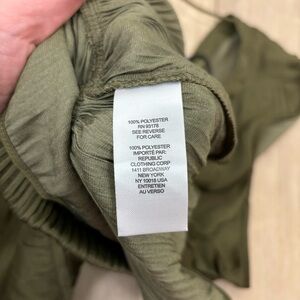 100% POLYESTER
RN 99178
SEE REVERSE
FOR CARE
100% POLYESTER
IMPORTÉ PAR:
REPUBLIC
CLOTHING CORP
1411 BROADWAY
NEW YORK
NY 10018 USA
ENTRETIEN
AU VERSO